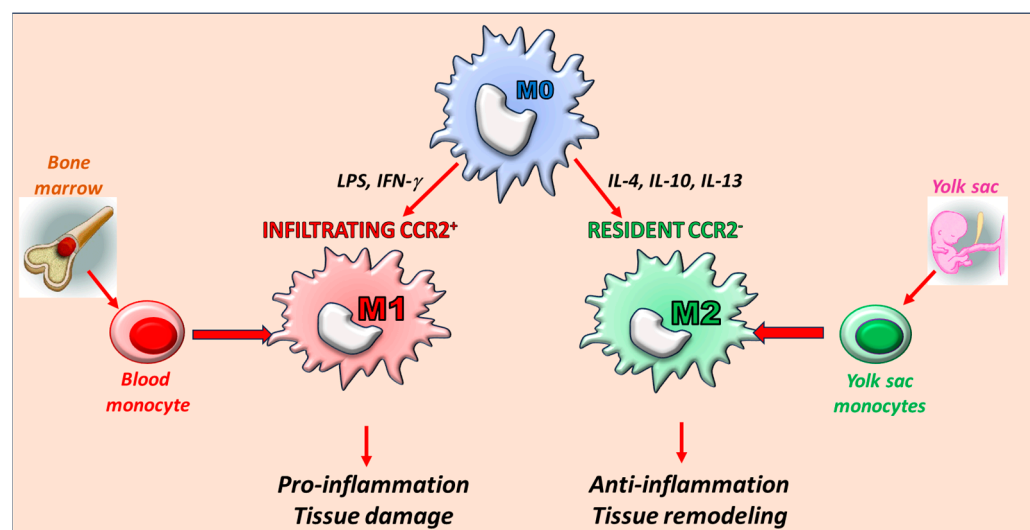 M0
Bone
marrow
LPS, IFN-γ
IL-4, IL-10, IL-13
Yolk sac
INFILTRATING CCR2⁺
RESIDENT CCR2⁻
M1
M2
Blood
monocyte
Yolk sac
monocytes
Pro-inflammation
Tissue damage
Anti-inflammation
Tissue remodeling